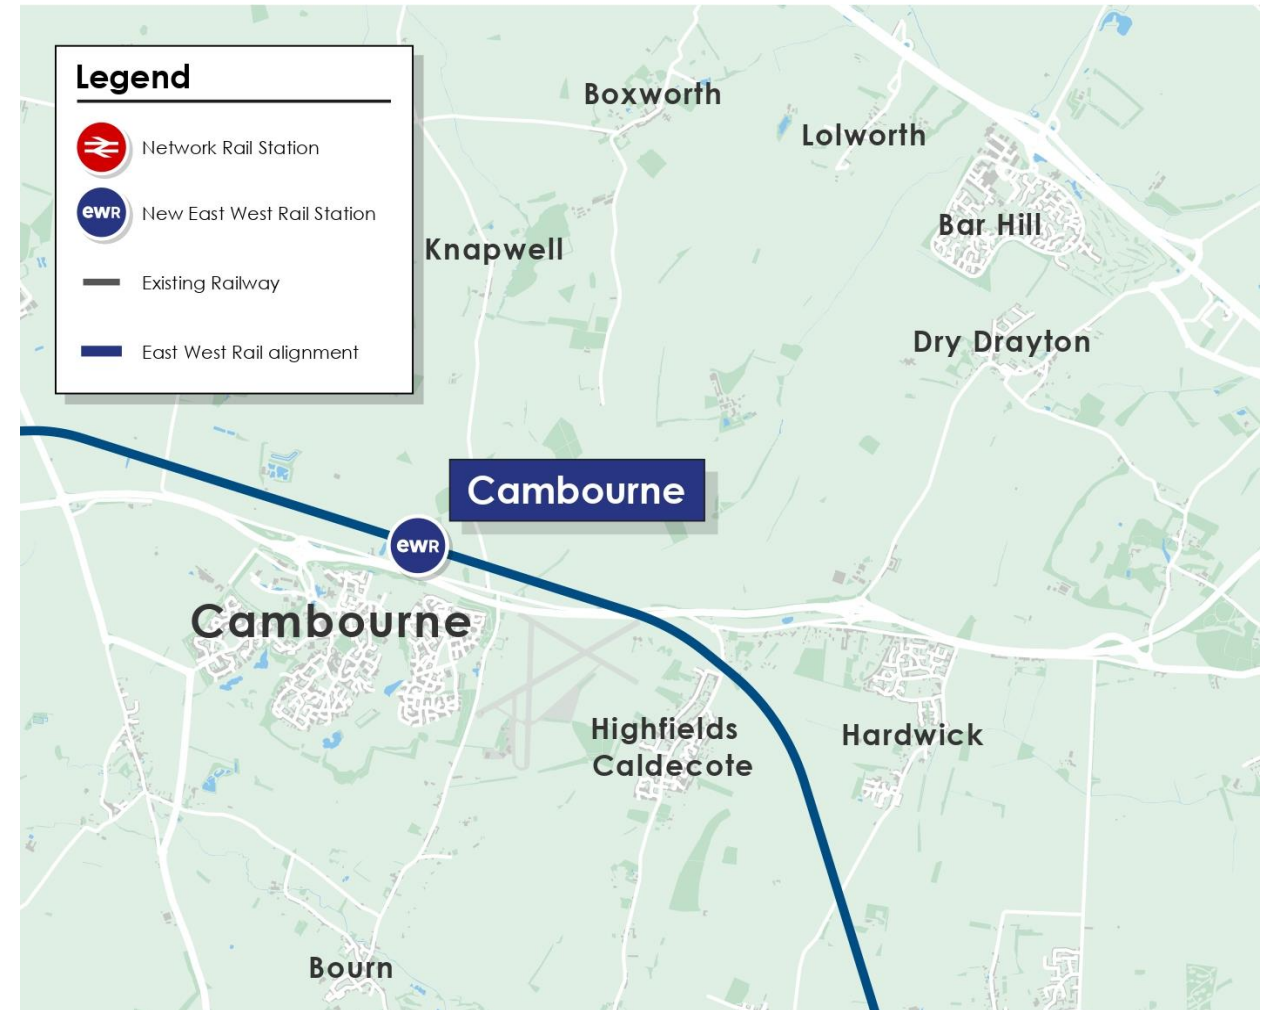 Legend
Network Rail Station
ewR
New East West Rail Station
Existing Railway
East West Rail alignment
Boxworth
Lolworth
Bar Hill
Knapwell
Dry Drayton
Cambourne
ewR
Cambourne
Highfields
Caldecote
Hardwick
Bourn